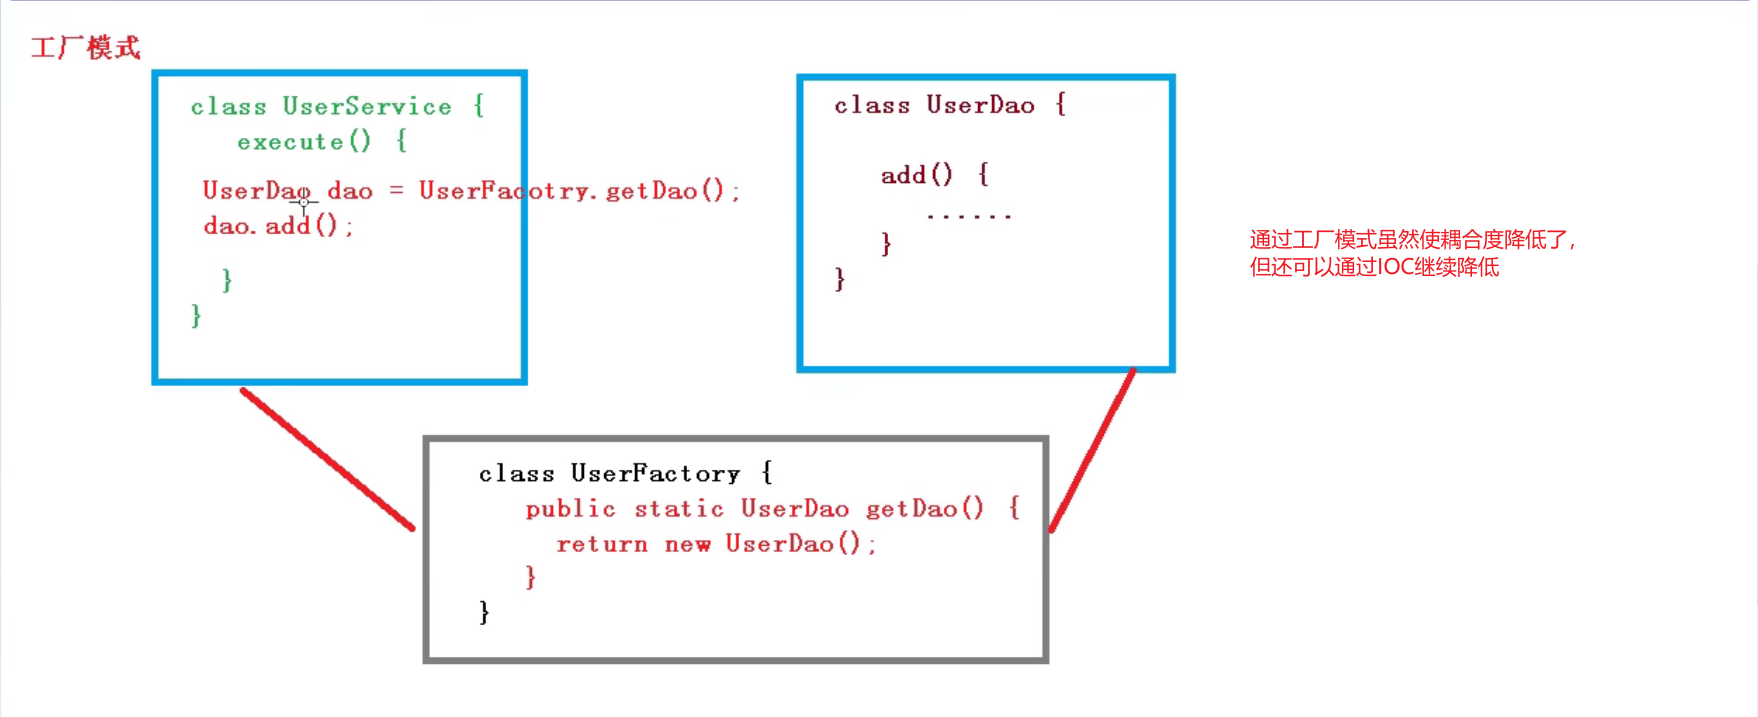 工厂模式
class UserService {
execute() {
UserDao dao = UserFacotry.getDao();
dao.add();
}
}
class UserDao {
add() {
......
}
}
通过工厂模式虽然使耦合度降低了，
但还可以通过IOC继续降低
class UserFactory {
public static UserDao getDao() {
return new UserDao();
}
}